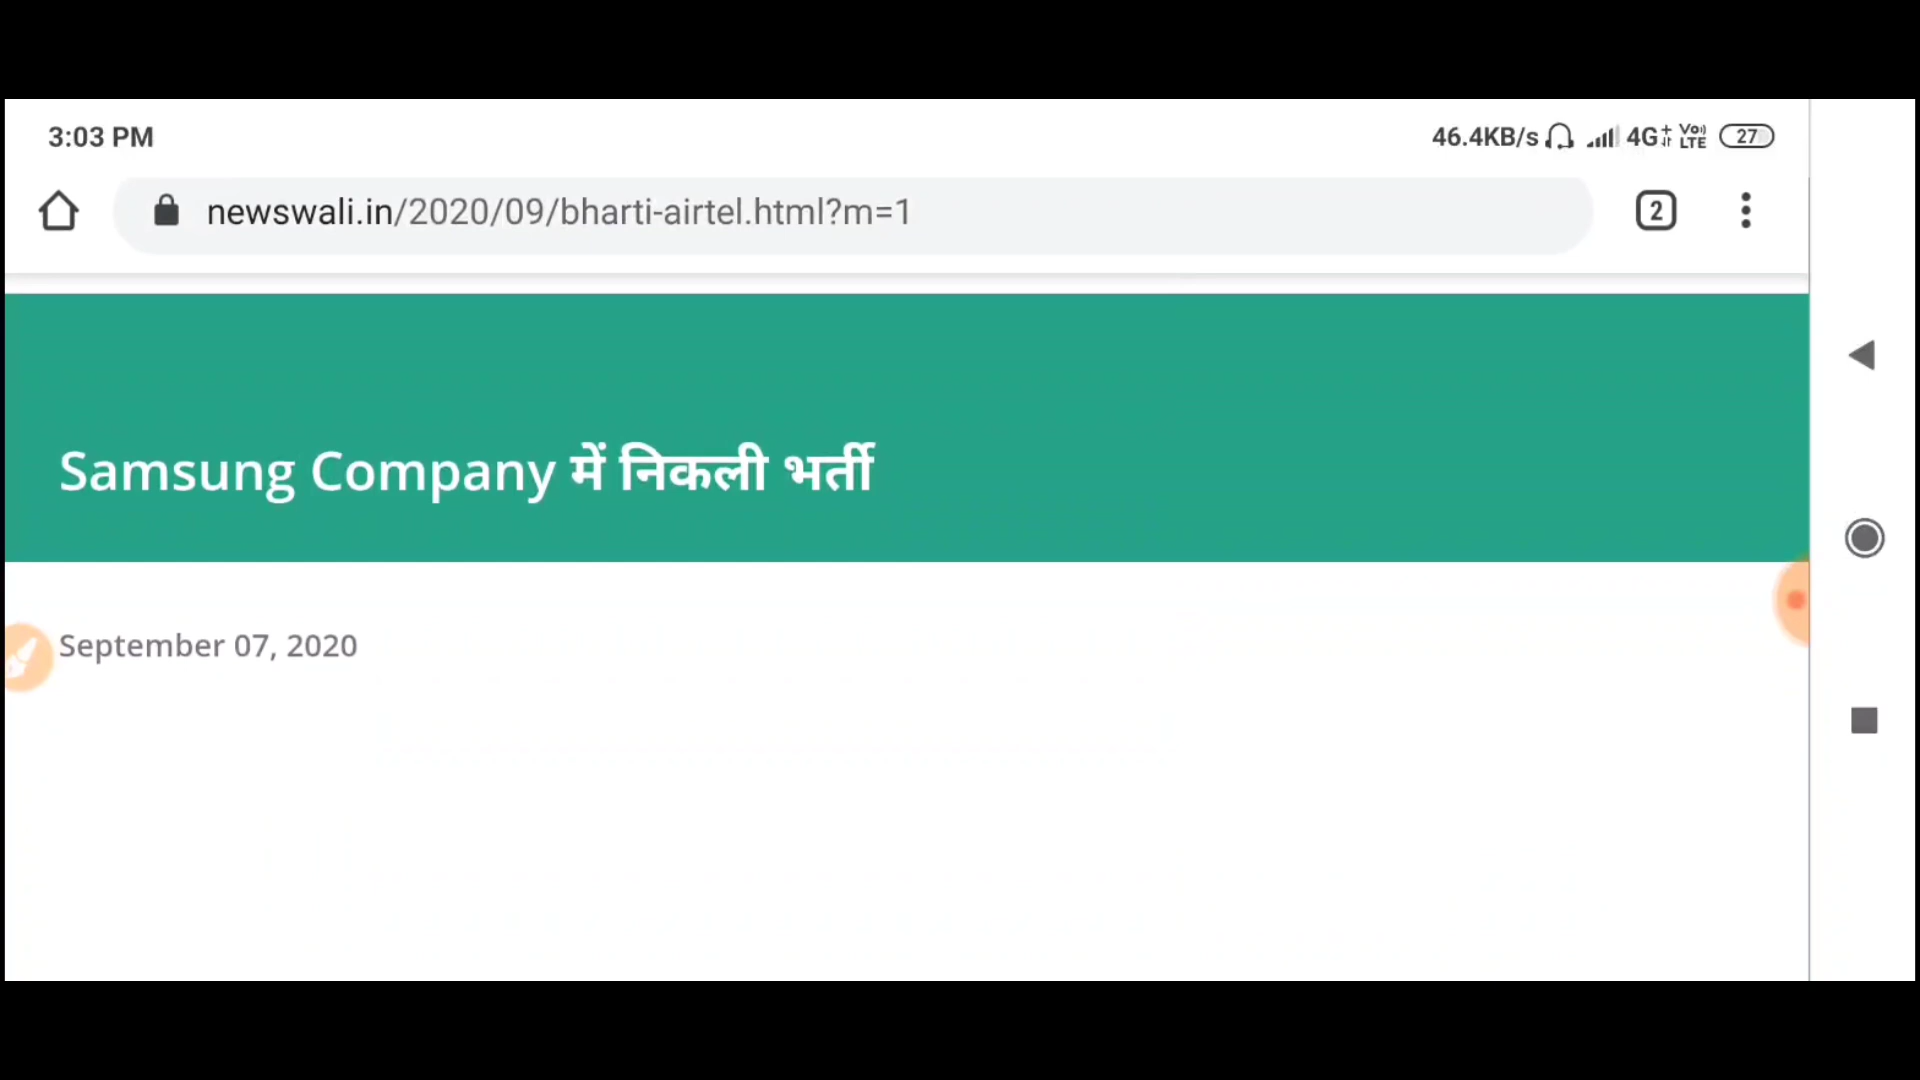 3:03 PM
46.4KB/s 4G+ Vo) LTE 27
newswali.in/2020/09/bharti-airtel.html?m=1
2
Samsung Company में निकली भर्ती
September 07, 2020